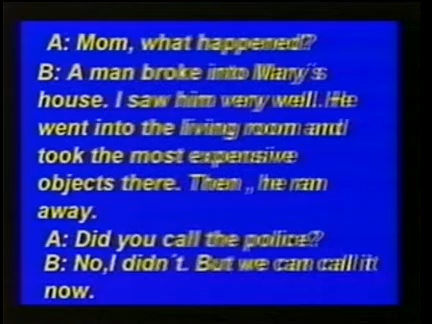 A: Mom, what happened?
B: A man broke into Mary's
house. I saw him very well. He
went into the living room and
took the most expensive
objects there. Then , he ran
away.
A: Did you call the police?
B: No,I didn´t. But we can call it
now.